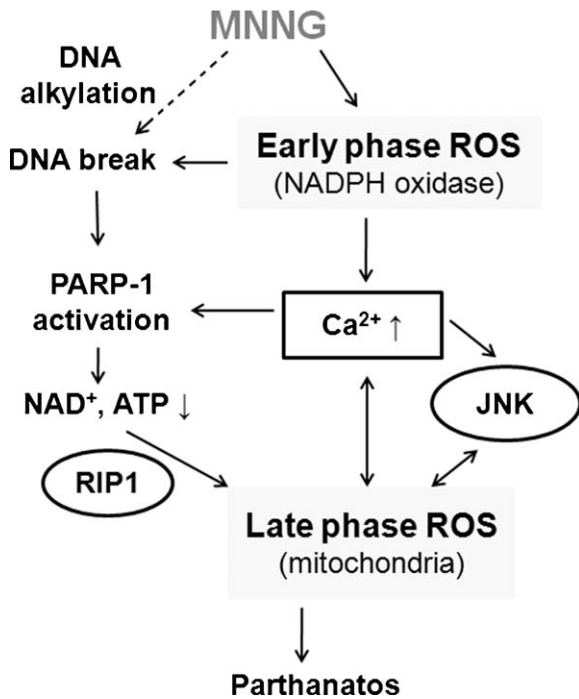 MNNG
DNA
alkylation
DNA break
Early phase ROS
(NADPH oxidase)
PARP-1
activation
Ca²⁺ ↑
NAD⁺, ATP ↓
JNK
RIP1
Late phase ROS
(mitochondria)
Parthanatos